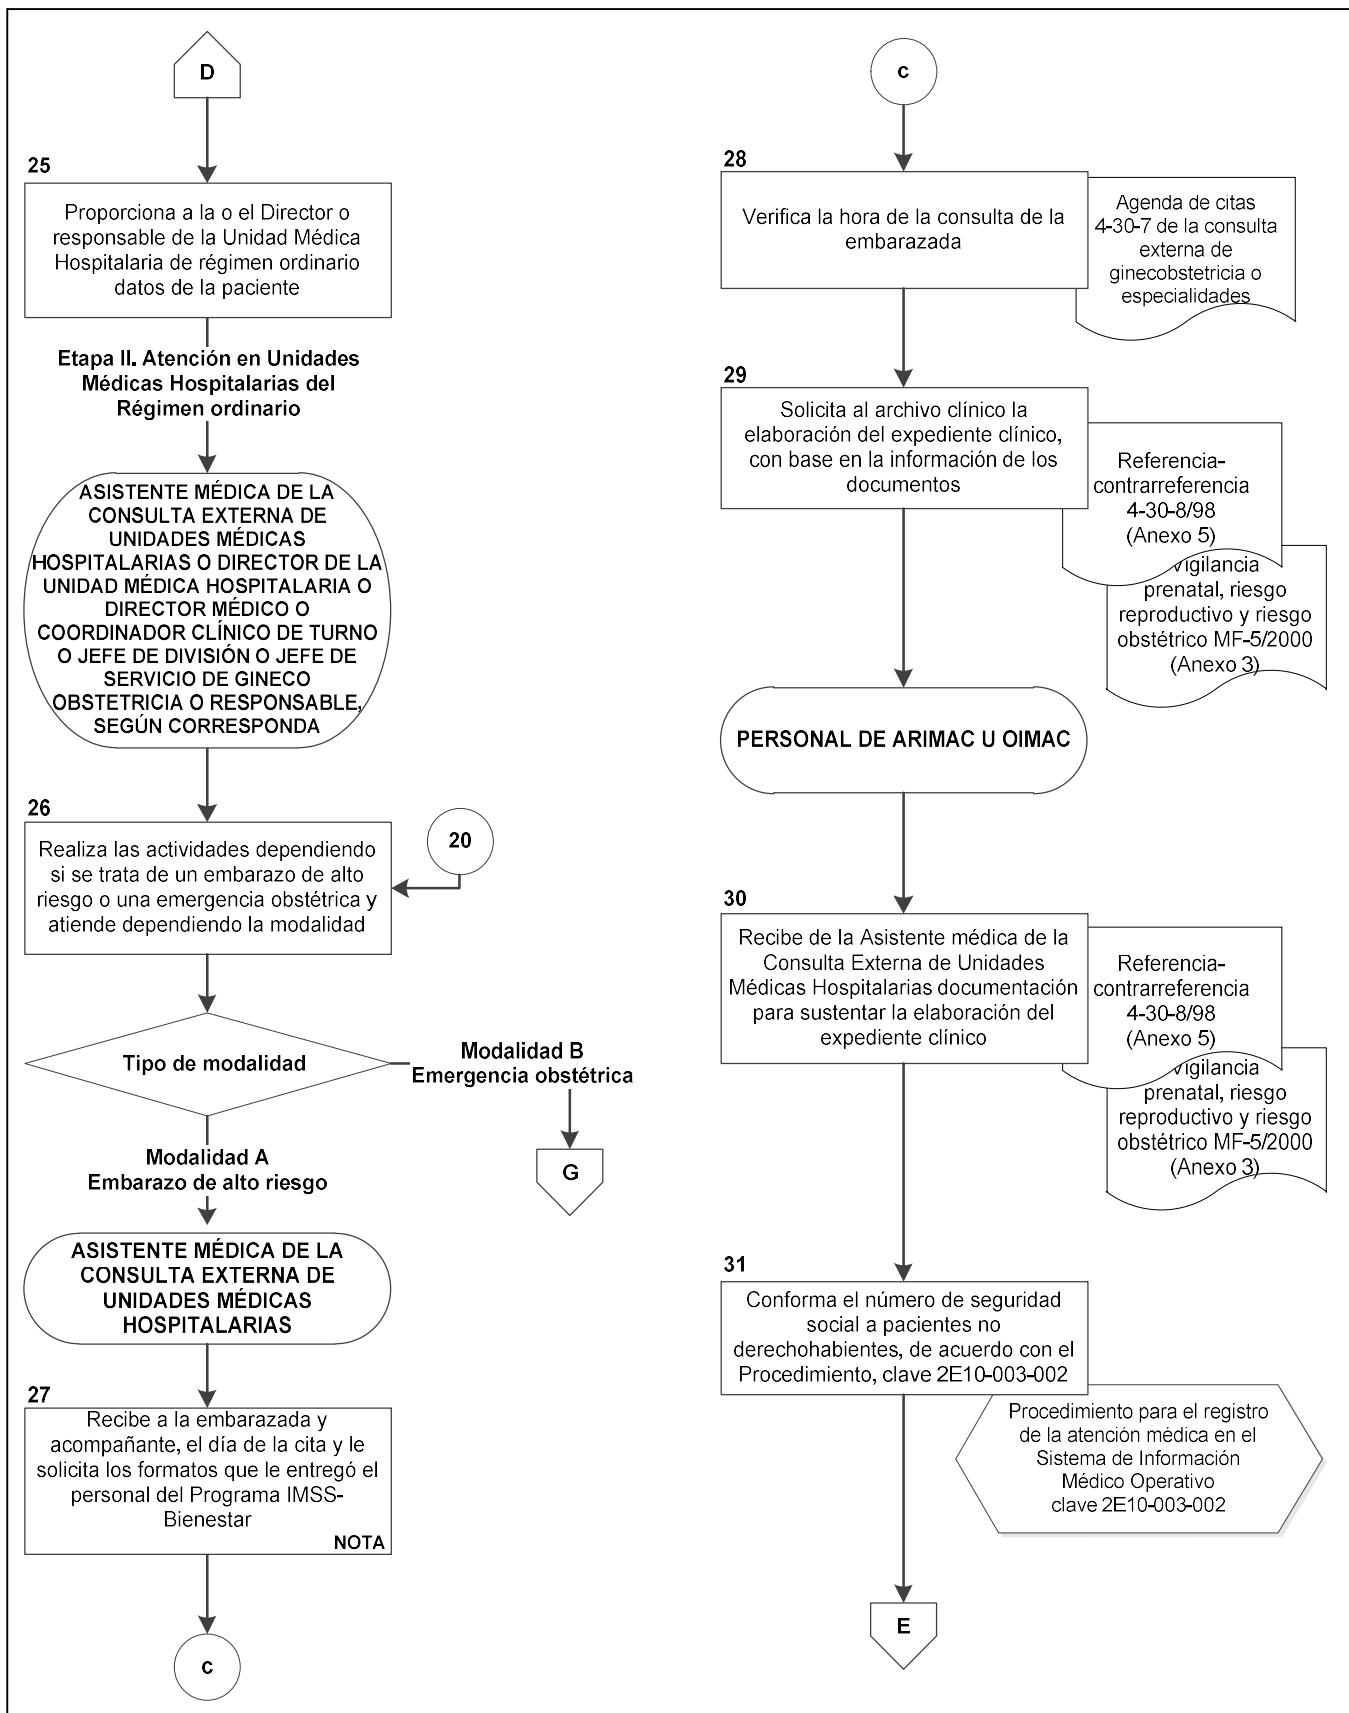 D
25
Proporciona a la o el Director o
responsable de la Unidad Médica
Hospitalaria de régimen ordinario
datos de la paciente
Etapa II. Atención en Unidades
Médicas Hospitalarias del
Régimen ordinario
ASISTENTE MÉDICA DE LA
CONSULTA EXTERNA DE
UNIDADES MÉDICAS
HOSPITALARIAS O DIRECTOR DE LA
UNIDAD MÉDICA HOSPITALARIA O
DIRECTOR MÉDICO O
COORDINADOR CLÍNICO DE TURNO
O JEFE DE DIVISIÓN O JEFE DE
SERVICIO DE GINECO
OBSTETRICIA O RESPONSABLE,
SEGÚN CORRESPONDA
26
20
Realiza las actividades dependiendo
si se trata de un embarazo de alto
riesgo o una emergencia obstétrica y
atiende dependiendo la modalidad
Tipo de modalidad
Modalidad B
Emergencia obstétrica
G
Modalidad A
Embarazo de alto riesgo
ASISTENTE MÉDICA DE LA
CONSULTA EXTERNA DE
UNIDADES MÉDICAS
HOSPITALARIAS
27
Recibe a la embarazada y
acompañante, el día de la cita y le
solicita los formatos que le entregó el
personal del Programa IMSS-
Bienestar
NOTA
c
c
28
Verifica la hora de la consulta de la
embarazada
Agenda de citas
4-30-7 de la consulta
externa de
ginecobstetricia o
especialidades
29
Solicita al archivo clínico la
elaboración del expediente clínico,
con base en la información de los
documentos
Referencia-
contrarreferencia
4-30-8/98
(Anexo 5)
Vigilancia
prenatal, riesgo
reproductivo y riesgo
obstétrico MF-5/2000
(Anexo 3)
PERSONAL DE ARIMAC U OIMAC
30
Recibe de la Asistente médica de la
Consulta Externa de Unidades
Médicas Hospitalarias documentación
para sustentar la elaboración del
expediente clínico
Referencia-
contrarreferencia
4-30-8/98
(Anexo 5)
Vigilancia
prenatal, riesgo
reproductivo y riesgo
obstétrico MF-5/2000
(Anexo 3)
31
Conforma el número de seguridad
social a pacientes no
derechohabientes, de acuerdo con el
Procedimiento, clave 2E10-003-002
Procedimiento para el registro
de la atención médica en el
Sistema de Información
Médico Operativo
clave 2E10-003-002
E